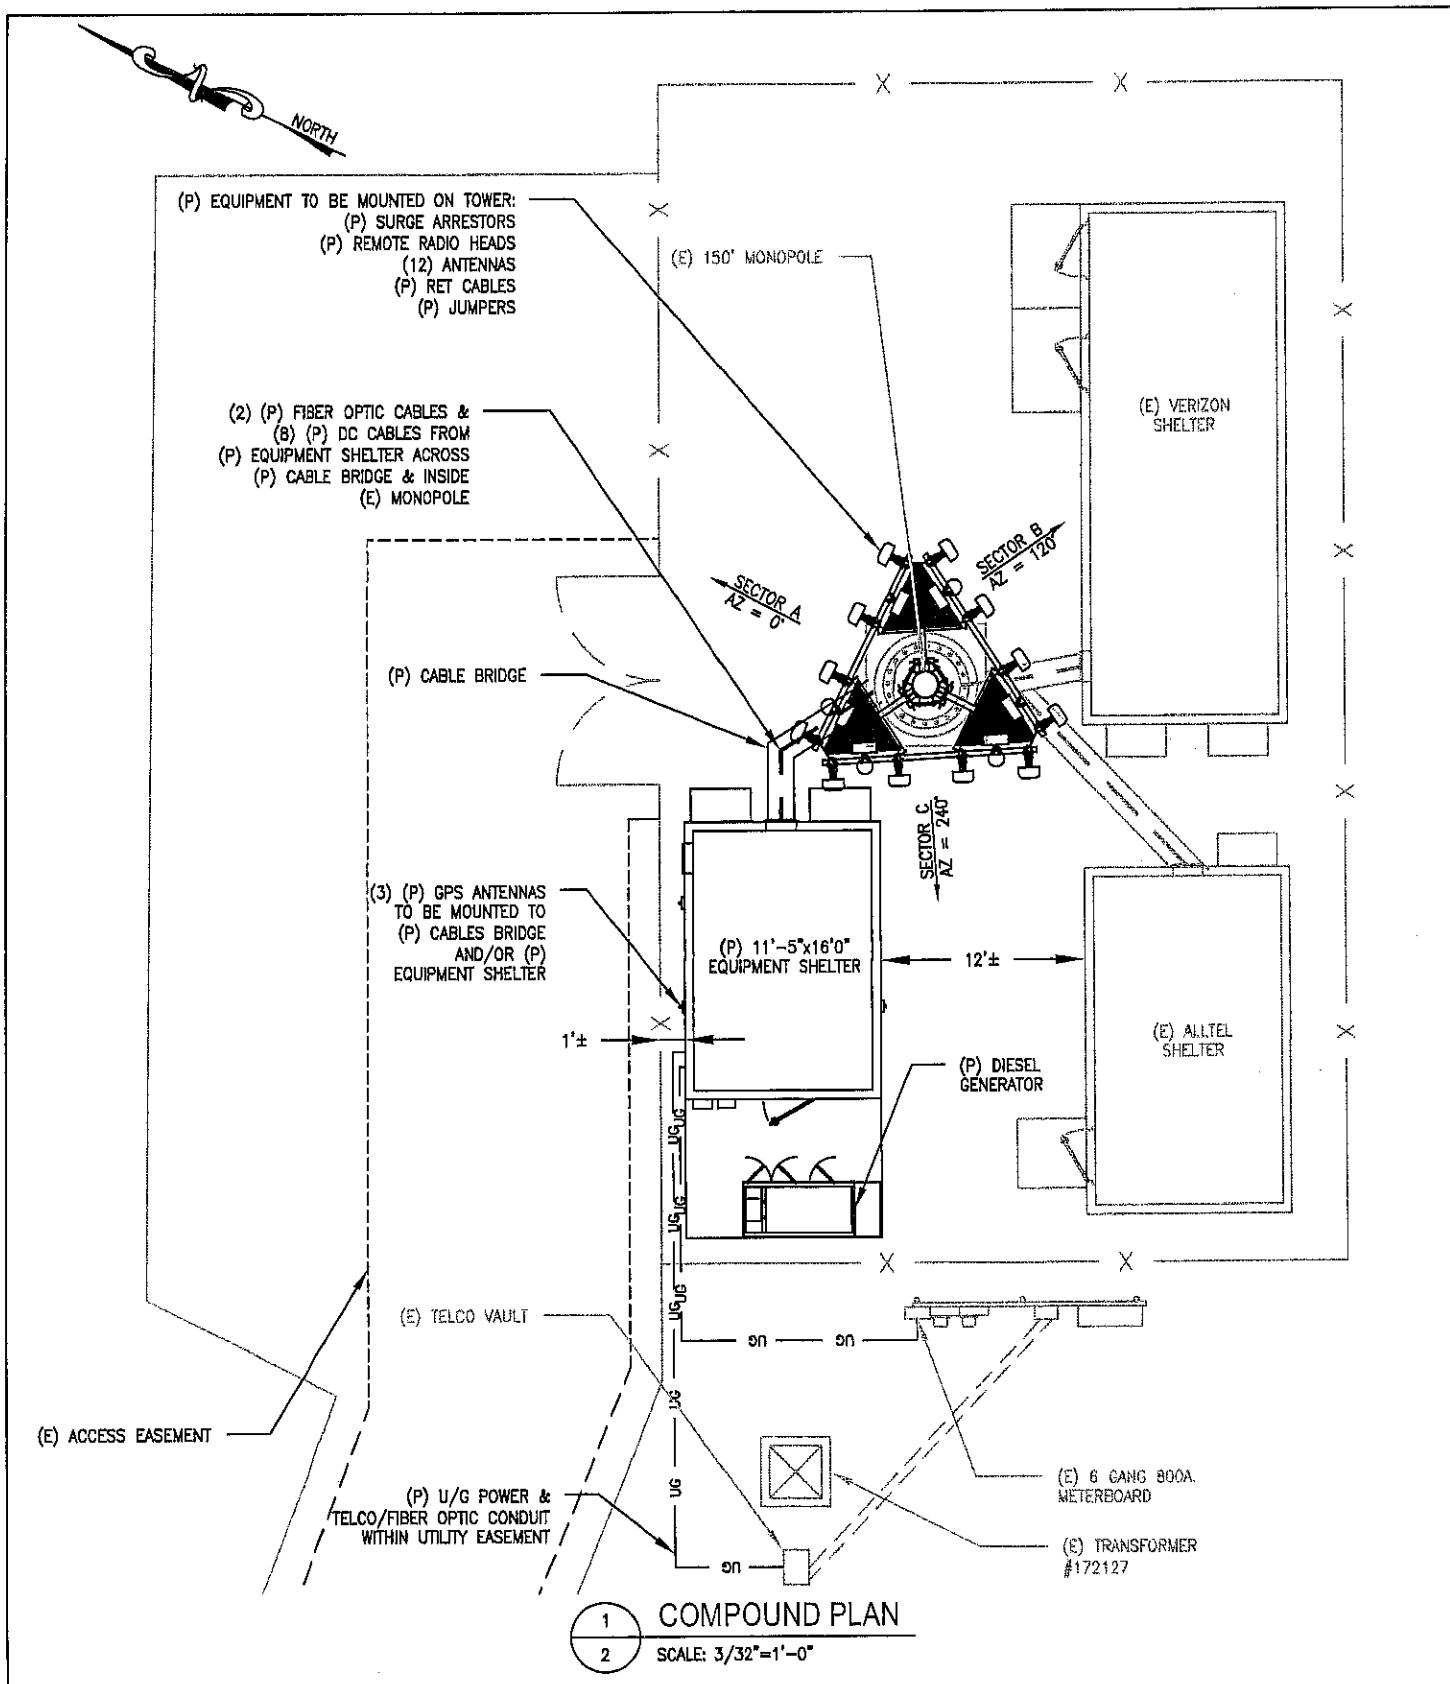 NORTH
(P) EQUIPMENT TO BE MOUNTED ON TOWER:
(P) SURGE ARRESTORS
(P) REMOTE RADIO HEADS
(12) ANTENNAS
(P) RET CABLES
(P) JUMPERS
(E) 150' MONOPOLE
(2) (P) FIBER OPTIC CABLES &
(8) (P) DC CABLES FROM
(P) EQUIPMENT SHELTER ACROSS
(P) CABLE BRIDGE & INSIDE
(E) MONOPOLE
(E) VERIZON
SHELTER
SECTOR A
AZ = 0°
SECTOR B
AZ = 120°
(P) CABLE BRIDGE
SECTOR C
AZ = 240°
(3) (P) GPS ANTENNAS
TO BE MOUNTED TO
(P) CABLES BRIDGE
AND/OR (P)
EQUIPMENT SHELTER
(P) 11'-5"x16'0"
EQUIPMENT SHELTER
12'±
1'±
(E) ALLTEL
SHELTER
(P) DIESEL
GENERATOR
UG
UG
UG
UG
UG
UG
(E) TELCO VAULT
UG
UG
UG
UG
UG
UG
(E) ACCESS EASEMENT
(P) U/G POWER &
TELCO/FIBER OPTIC CONDUIT
WITHIN UTILITY EASEMENT
(E) 6 GANG 800A.
METERBOARD
(E) TRANSFORMER
#172127
1
2
COMPOUND PLAN
SCALE: 3/32"=1'-0"